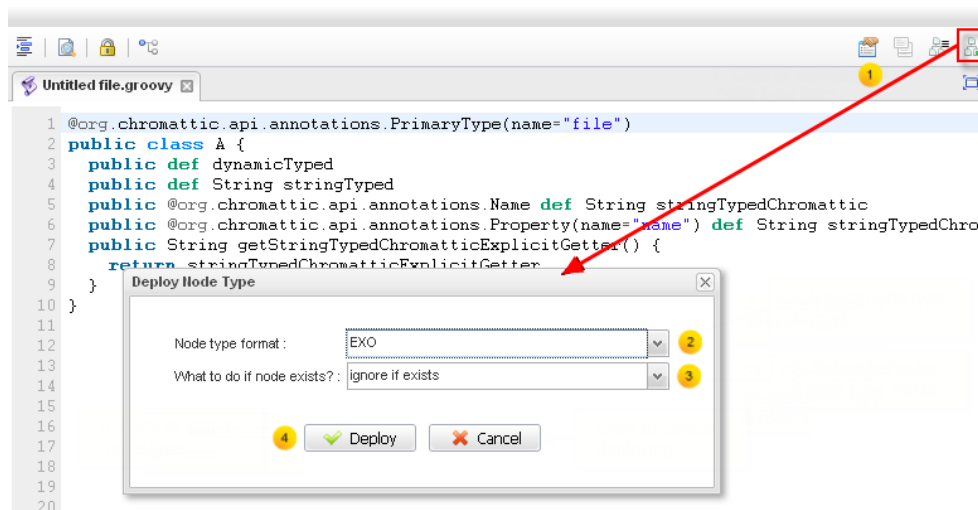 Untitled file.groovy
1
1 @org.chromattic.api.annotations.PrimaryType(name="file")
2 public class A {
3 public def dynamicTyped
4 public def String stringTyped
5 public @org.chromattic.api.annotations.Name def String stringTypedChromattic
6 public @org.chromattic.api.annotations.Property(name="name") def String stringTypedChro
7 public String getStringTypedChromatticExplicitGetter() {
8 return stringTypedChromatticExplicitGetter
9 }
10 }
11
12
13
14
15
16
17
18
19
20
Deploy Node Type
Node type format : EXO 2
What to do if node exists? : ignore if exists 3
4 Deploy Cancel